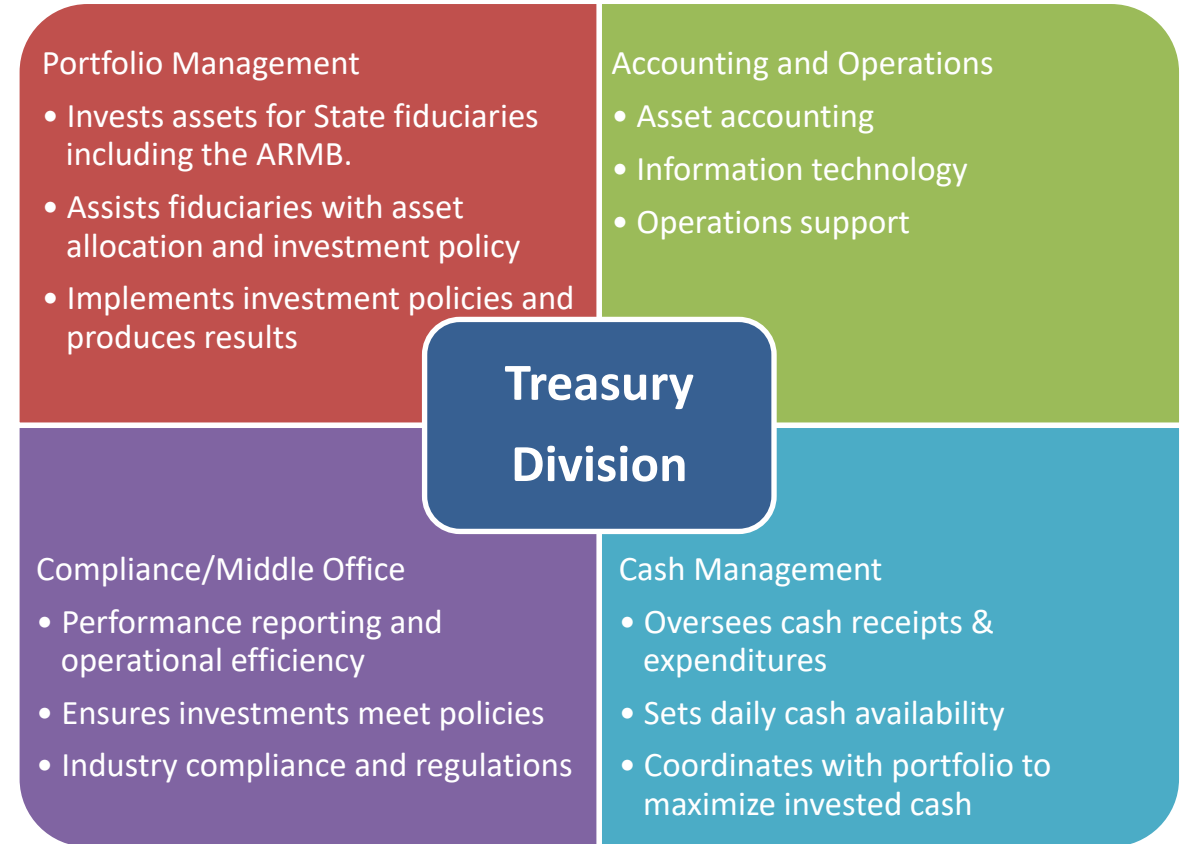 Portfolio Management
• Invests assets for State fiduciaries
including the ARMB.
• Assists fiduciaries with asset
allocation and investment policy
• Implements investment policies and
produces results
Accounting and Operations
• Asset accounting
• Information technology
• Operations support
Treasury
Division
Compliance/Middle Office
• Performance reporting and
operational efficiency
• Ensures investments meet policies
• Industry compliance and regulations
Cash Management
• Oversees cash receipts &
expenditures
• Sets daily cash availability
• Coordinates with portfolio to
maximize invested cash